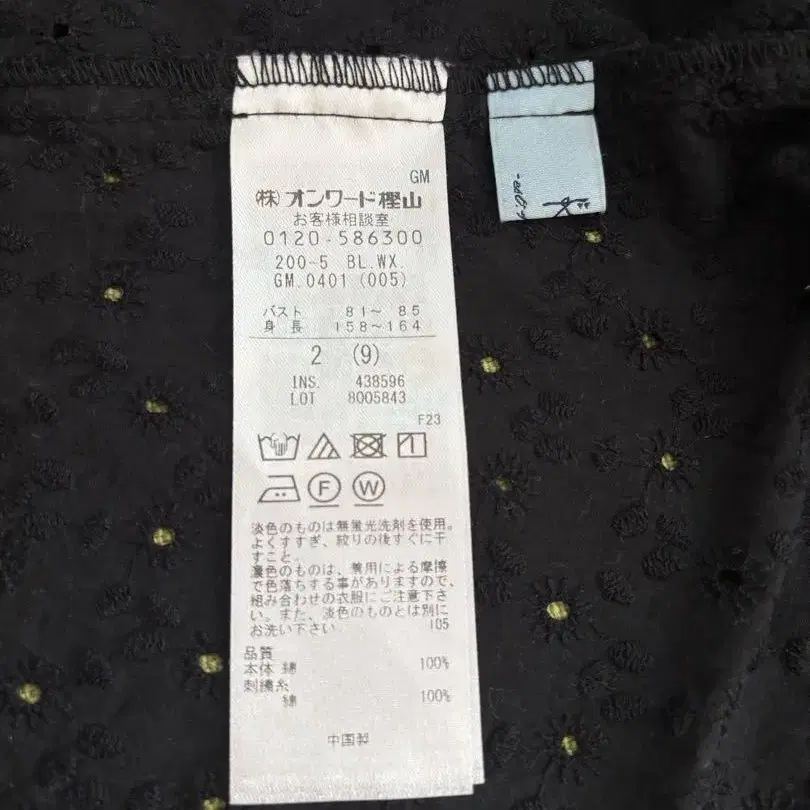 GM
(株)オンワード樫山
お客様相談室
0120-586300
200-5 BL.WX.
GM.0401 (005)
バスト 81〜 85
身 長 158〜164
2 (9)
INS. 438596
LOT 8005843
F23
F W
淡色のものは無蛍光洗剤を使用。
よくすすぎ、絞りの後すぐに干
すこと。
濃色のものは、着用による摩擦
で色落ちする事がありますので、
組み合わせの衣服にご注意下さ
い。また、淡色のものとは別に
お洗い下さい。 105
品質
本体 綿 100%
刺繍糸
綿 100%
中国製